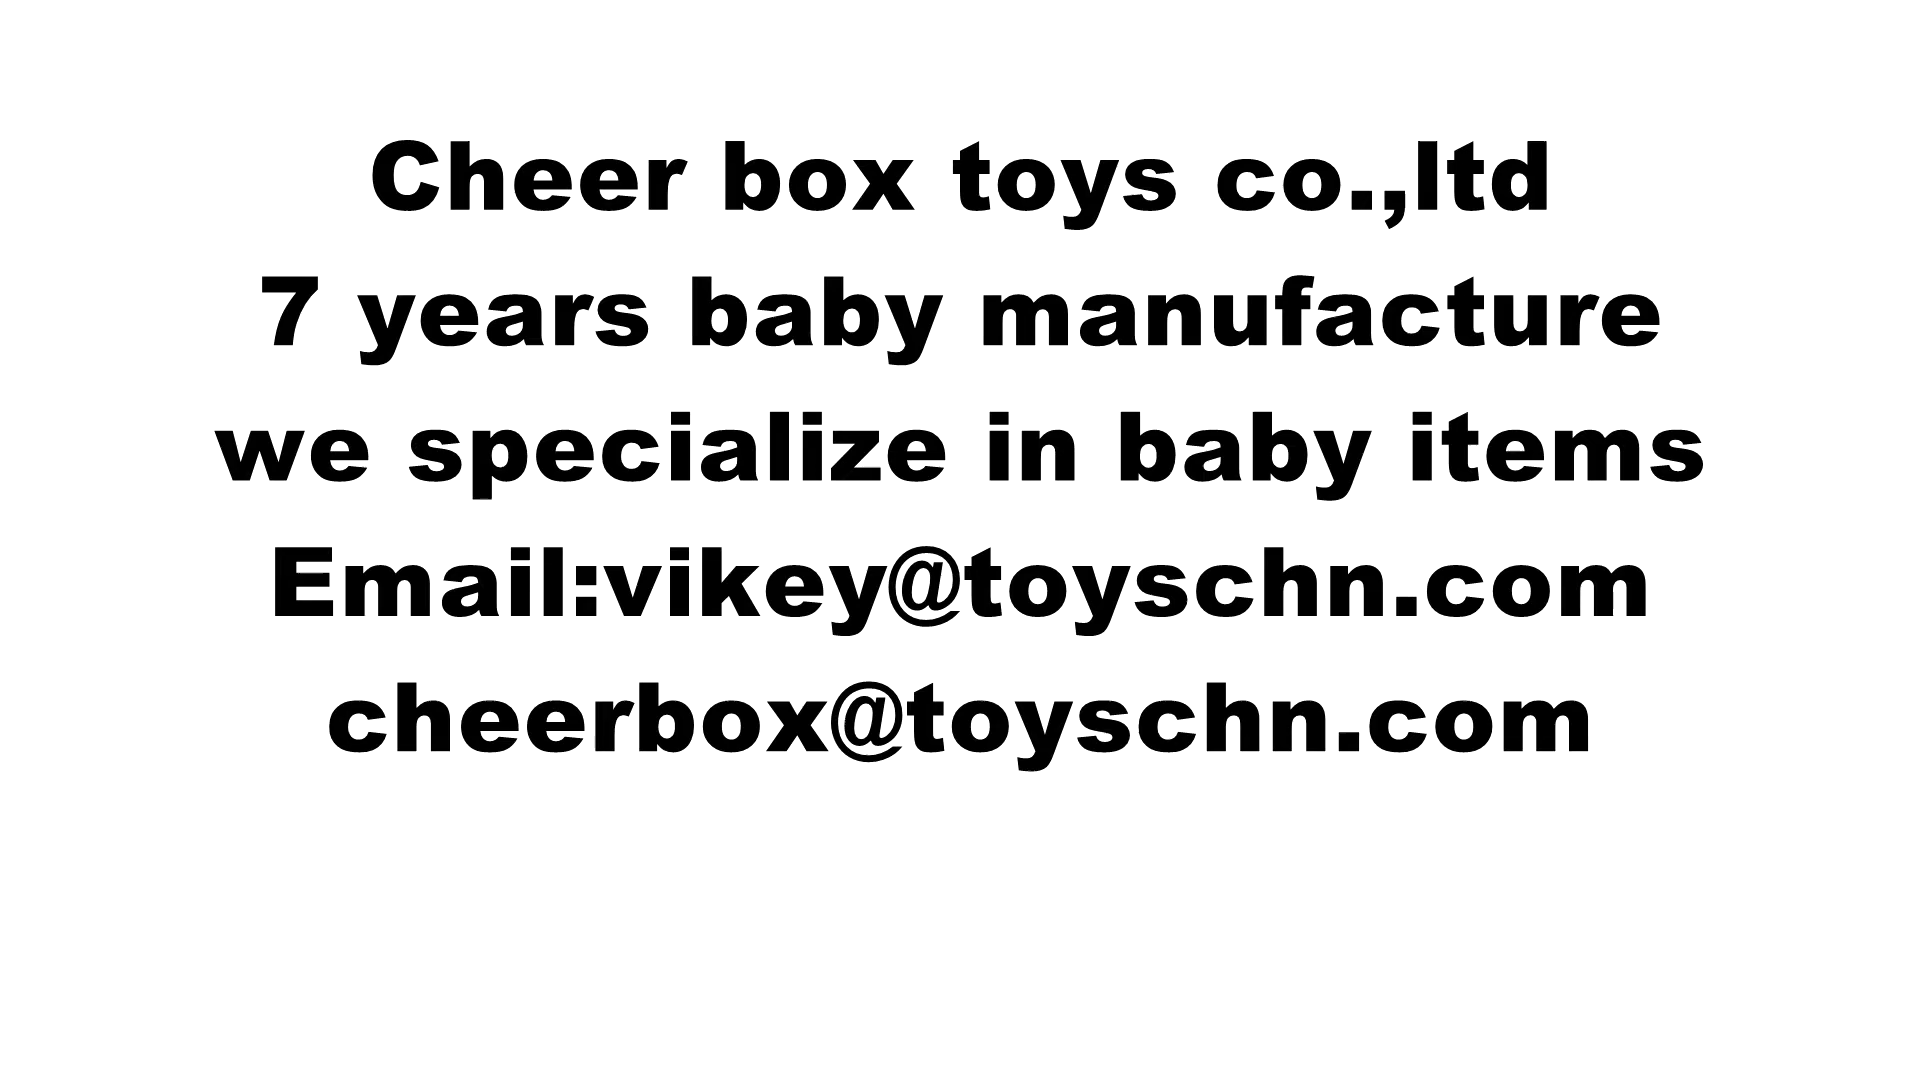 Cheer box toys co.,ltd
7 years baby manufacture
we specialize in baby items
Email:vikey@toyschn.com
cheerbox@toyschn.com